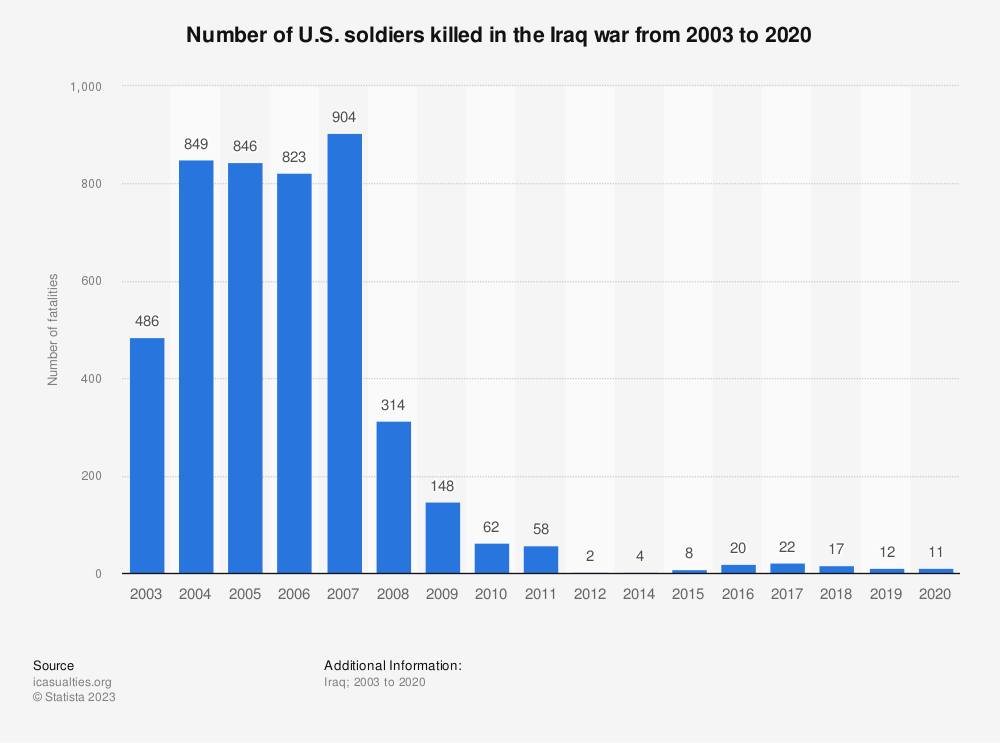 Number of U.S. soldiers killed in the Iraq war from 2003 to 2020
1,000
800
600
400
200
0
Number of fatalities
486
849
846
823
904
314
148
62
58
2
4
8
20
22
17
12
11
2003 2004 2005 2006 2007 2008 2009 2010 2011 2012 2014 2015 2016 2017 2018 2019 2020
Source
icasualties.org
© Statista 2023
Additional Information:
Iraq; 2003 to 2020